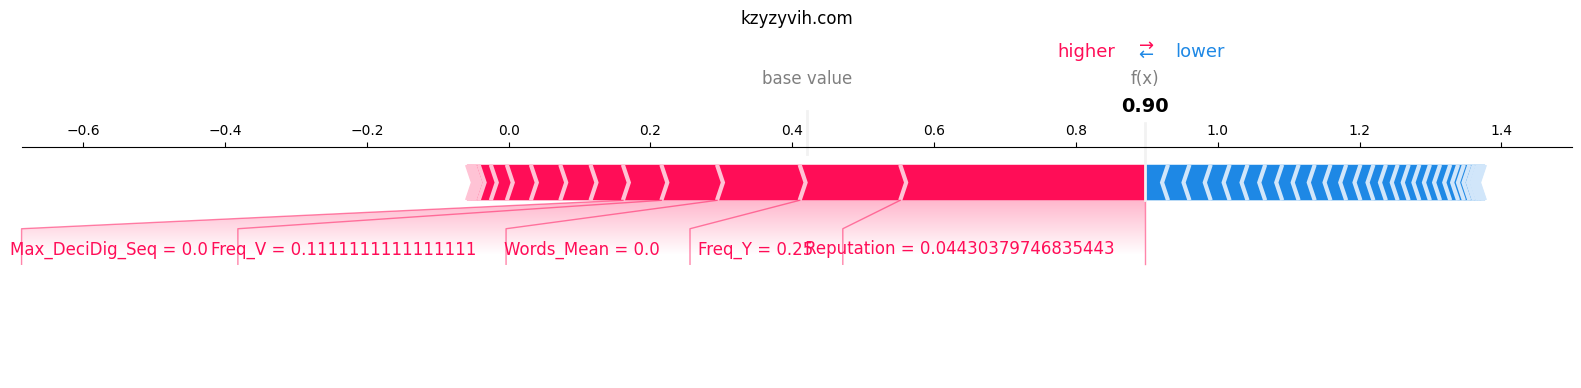 kzyzyvih.com
higher ⇄ lower
base value f(x)
0.90
−0.6 −0.4 −0.2 0.0 0.2 0.4 0.6 0.8 1.0 1.2 1.4
Max_DeciDig_Seq = 0.0 Freq_V = 0.1111111111111111 Words_Mean = 0.0 Freq_Y = 0.25 Reputation = 0.04430379746835443